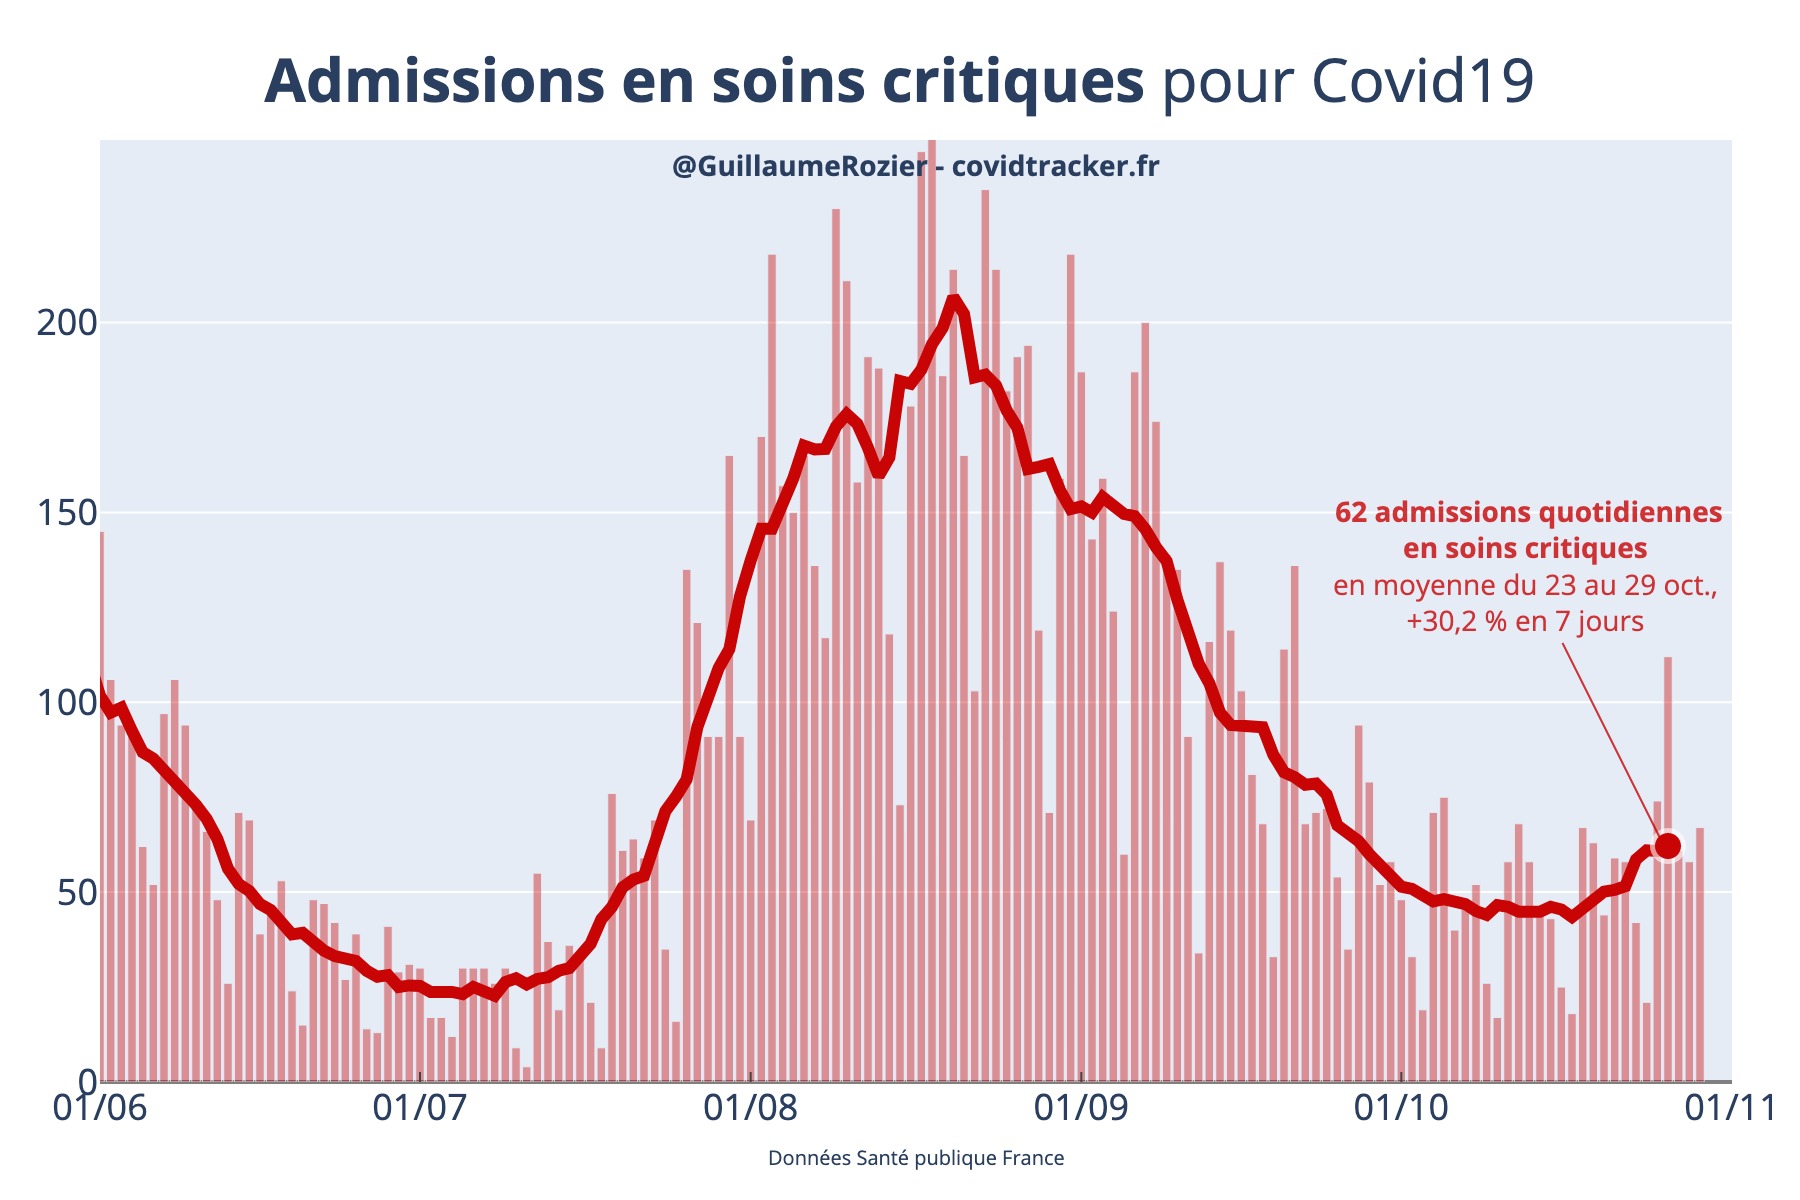 Admissions en soins critiques pour Covid19
@GuillaumeRozier - covidtracker.fr
200
150
100
50
0
62 admissions quotidiennes
en soins critiques
en moyenne du 23 au 29 oct.,
+30,2 % en 7 jours
01/06 01/07 01/08 01/09 01/10 01/11
Données Santé publique France